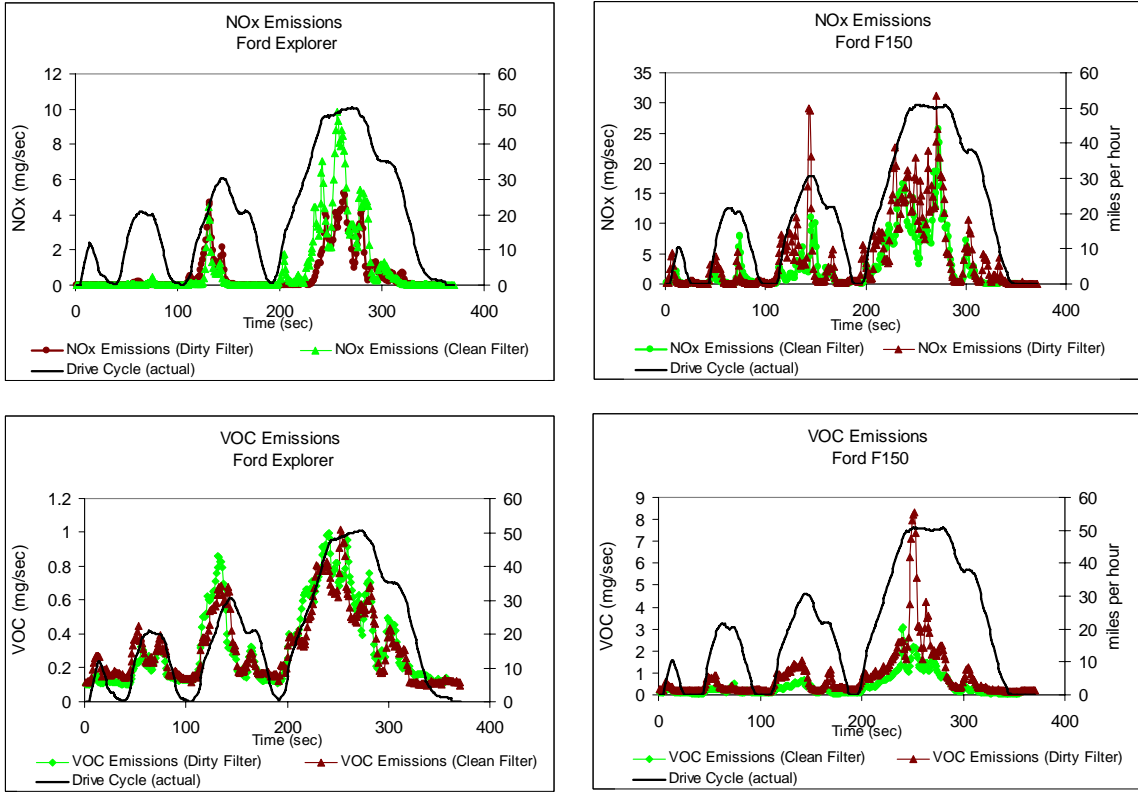 NOx Emissions
Ford Explorer
12
10
8
6
4
2
0
NOx (mg/sec)
60
50
40
30
20
10
0
0 100 200 300 400
Time (sec)
NOx Emissions (Dirty Filter) NOx Emissions (Clean Filter)
Drive Cycle (actual)
NOx Emissions
Ford F150
35
30
25
20
15
10
5
0
NOx (mg/sec)
60
50
40
30
20
10
0
miles per hour
0 100 200 300 400
Time (sec)
NOx Emissions (Clean Filter) NOx Emissions (Dirty Filter)
Drive Cycle (actual)
VOC Emissions
Ford Explorer
1.2
1
0.8
0.6
0.4
0.2
0
VOC (mg/sec)
60
50
40
30
20
10
0
0 100 200 300 400
Time (sec)
VOC Emissions (Dirty Filter) VOC Emissions (Clean Filter)
Drive Cycle (actual)
VOC Emissions
Ford F150
9
8
7
6
5
4
3
2
1
0
VOC (mg/sec)
60
50
40
30
20
10
0
miles per hour
0 100 200 300 400
Time (sec)
VOC Emissions (Clean Filter) VOC Emissions (Dirty Filter)
Drive Cycle (actual)